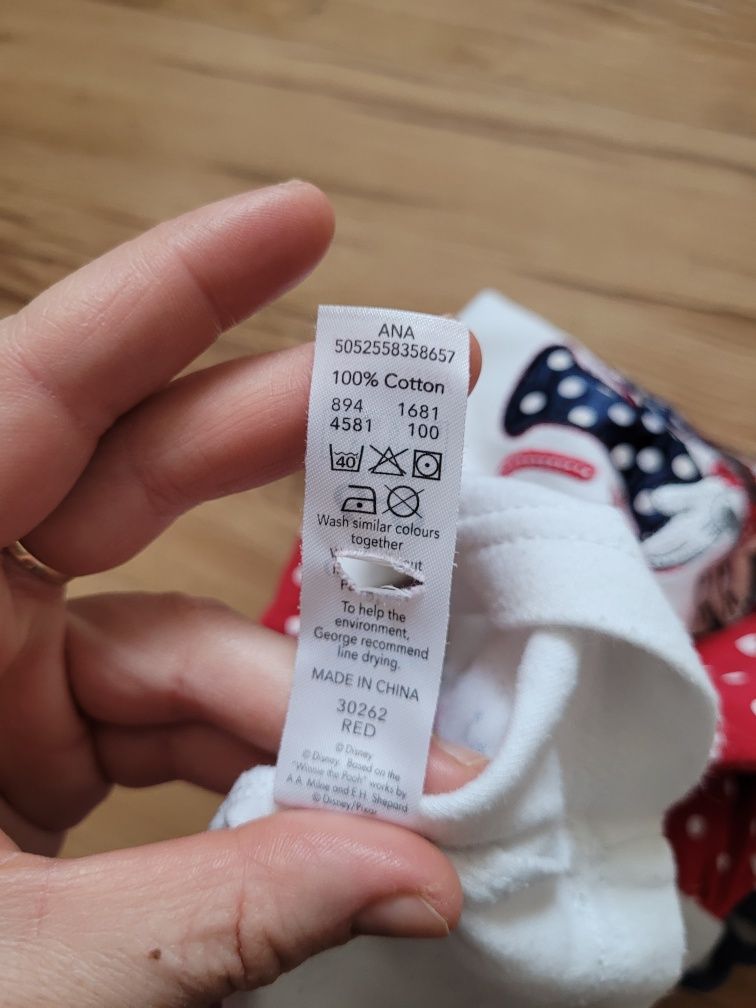 ANA
5052558358657
100% Cotton
894 1681
4581 100
40
Wash similar colours
together
To help the
environment,
George recommend
line drying.
MADE IN CHINA
30262
RED
© Disney
© Disney. Based on the
"Winnie the Pooh" works by
A.A. Milne and E.H. Shepard
© Disney/Pixar